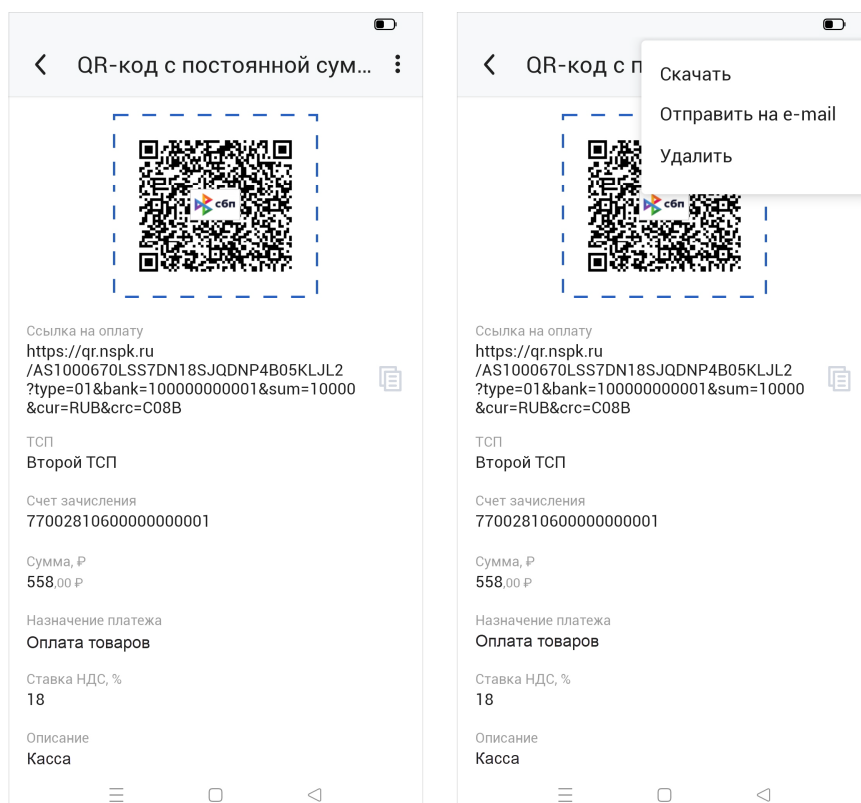 QR-код с постоянной сум...
сбп
Ссылка на оплату
https://qr.nspk.ru
/AS1000670LSS7DN18SJQDNP4B05KLJL2
?type=01&bank=100000000001&sum=10000
&cur=RUB&crc=C08B
ТСП
Второй ТСП
Счет зачисления
77002810600000000001
Сумма, ₽
558,00 ₽
Назначение платежа
Оплата товаров
Ставка НДС, %
18
Описание
Касса
QR-код с п
Скачать
Отправить на e-mail
Удалить
сбп
Ссылка на оплату
https://qr.nspk.ru
/AS1000670LSS7DN18SJQDNP4B05KLJL2
?type=01&bank=100000000001&sum=10000
&cur=RUB&crc=C08B
ТСП
Второй ТСП
Счет зачисления
77002810600000000001
Сумма, ₽
558,00 ₽
Назначение платежа
Оплата товаров
Ставка НДС, %
18
Описание
Касса